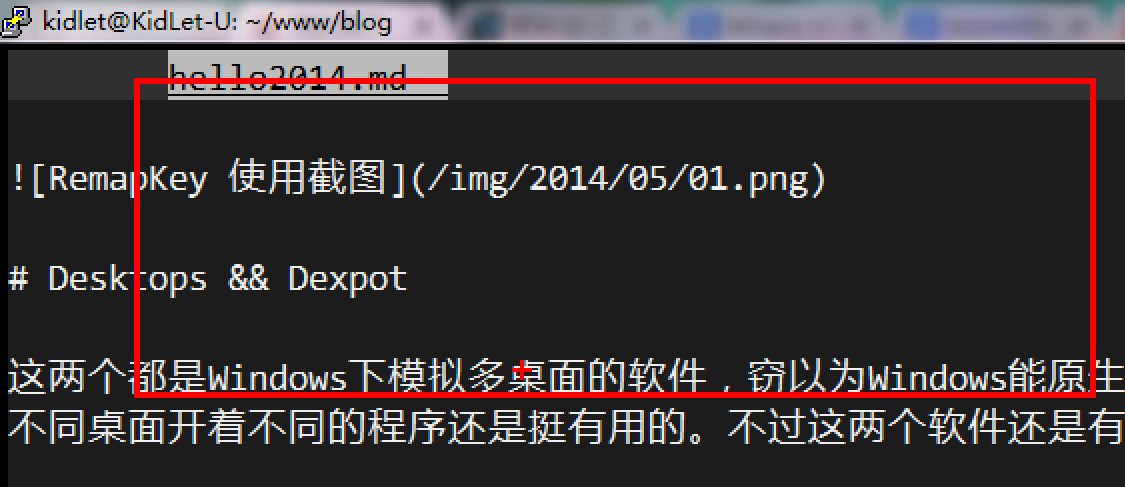 kidlet@KidLet-U: ~/www/blog
hello2014.md
![RemapKey 使用截图](/img/2014/05/01.png)
# Desktops && Dexpot
这两个都是Windows下模拟多桌面的软件，窃以为Windows能原生
不同桌面开着不同的程序还是挺有用的。不过这两个软件还是有